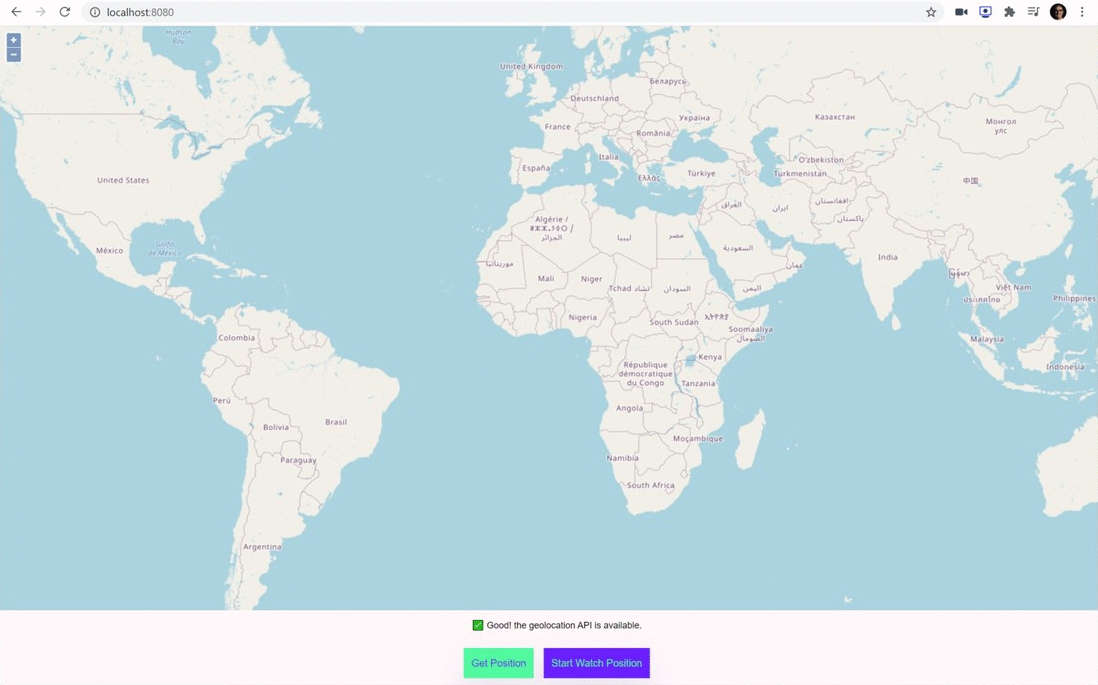 localhost:8080
+
−
Hudson
Bay
United Kingdom
Беларусь
Deutschland
Україна
Казахстан
Монгол
улс
France
România
Italia
O'zbekiston
España
Ελλάς
Türkiye
Turkmenistan
中国
United States
Golfo
de México
México
Algérie /
ⵍⵣⵣⴰⵢⴻⵔ /
الجزائر
ليبيا
مصر
العراق
ایران
افغانستان
پاکستان
السعودية
عمان
اليمن
India
မြန်မာ
Việt Nam
ประเทศไทย
Philippines
موريتانيا
Mali
Niger
Tchad تشاد
السودان
Nigeria
South Sudan
ኢትዮጵያ
Soomaaliya
الصومال
Malaysia
Indonesia
Colombia
Kenya
République
démocratique
du Congo
Tanzania
Perú
Brasil
Angola
Bolivia
Moçambique
Paraguay
Namibia
South Africa
Argentina
Good! the geolocation API is available.
Get Position
Start Watch Position